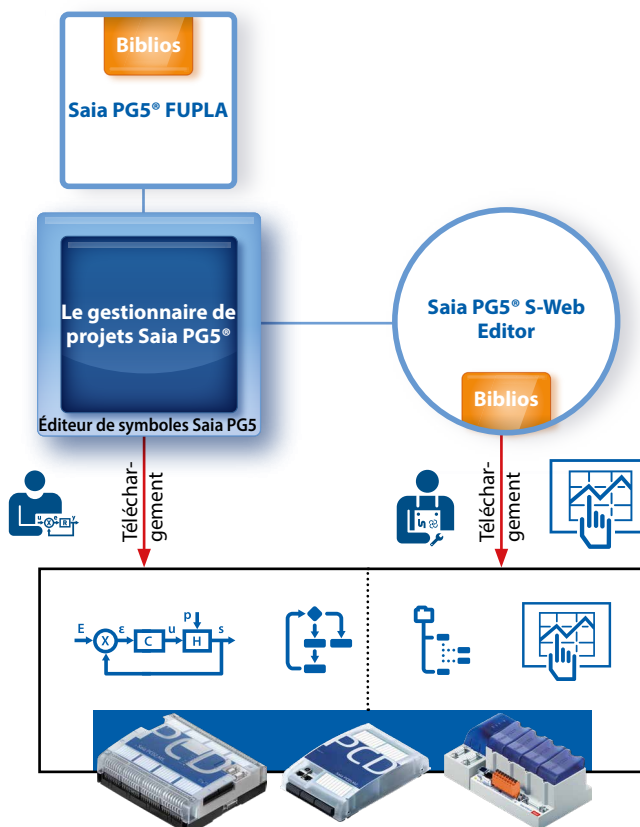 Biblios
Saia PG5® FUPLA
Le gestionnaire de
projets Saia PG5®
Éditeur de symboles Saia PG5
Saia PG5® S-Web
Editor
Biblios
Téléchar-
gement
Téléchar-
gement
u X R y
E X ε C u p H s
PCD
PCD